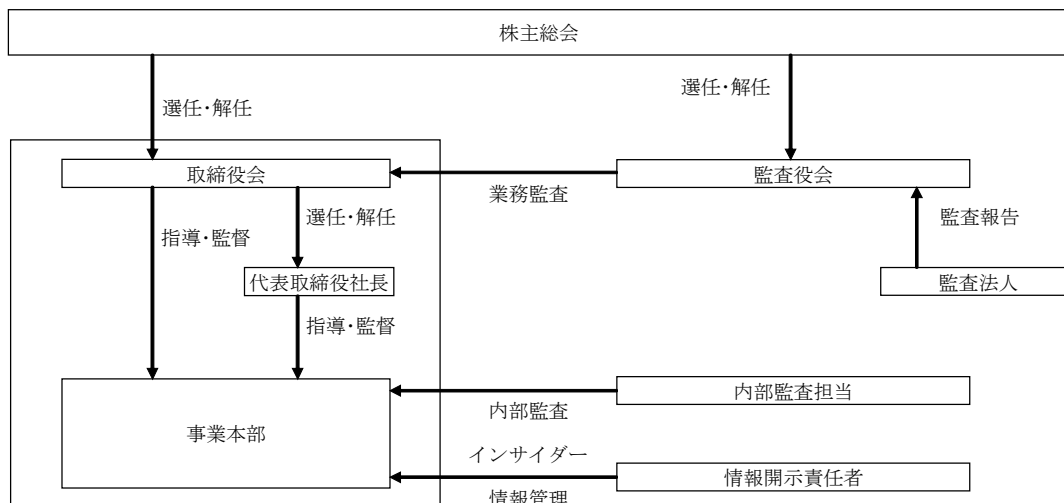 株主総会
選任・解任
選任・解任
取締役会
業務監査
監査役会
選任・解任
監査報告
指導・監督
代表取締役社長
監査法人
指導・監督
内部監査担当
内部監査
事業本部
インサイダー
情報開示責任者
情報管理